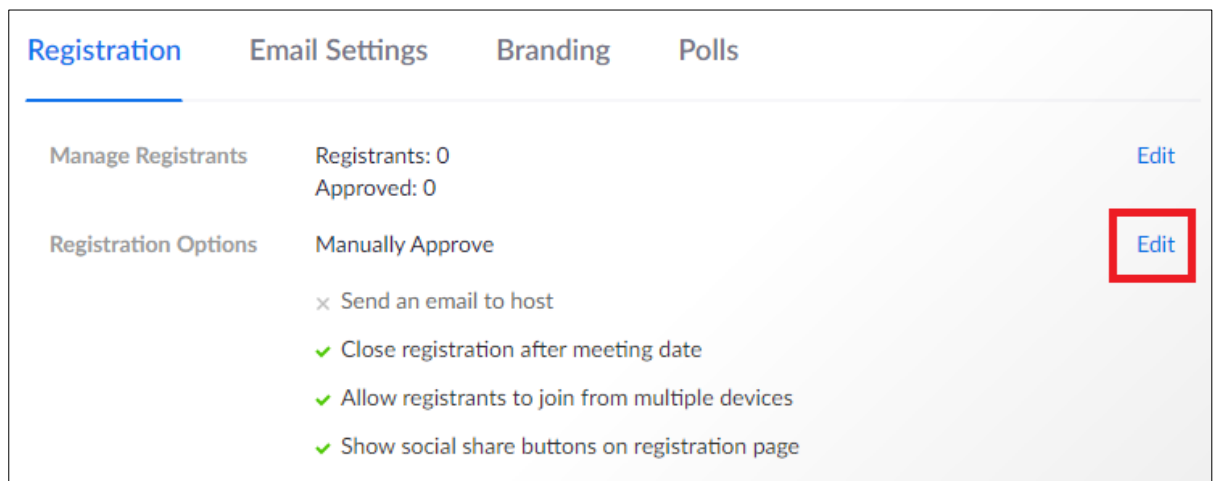 Registration Email Settings Branding Polls
Manage Registrants Registrants: 0 Edit
Approved: 0
Registration Options Manually Approve Edit
Send an email to host
Close registration after meeting date
Allow registrants to join from multiple devices
Show social share buttons on registration page